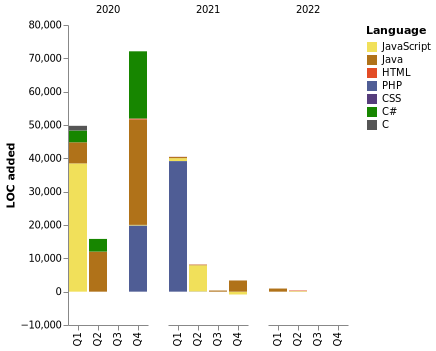 2020 2021 2022
80,000
70,000
60,000
50,000
40,000
30,000
20,000
10,000
0
−10,000
LOC added
Q1 Q2 Q3 Q4 Q1 Q2 Q3 Q4 Q1 Q2 Q3 Q4
Language
JavaScript
Java
HTML
PHP
CSS
C#
C